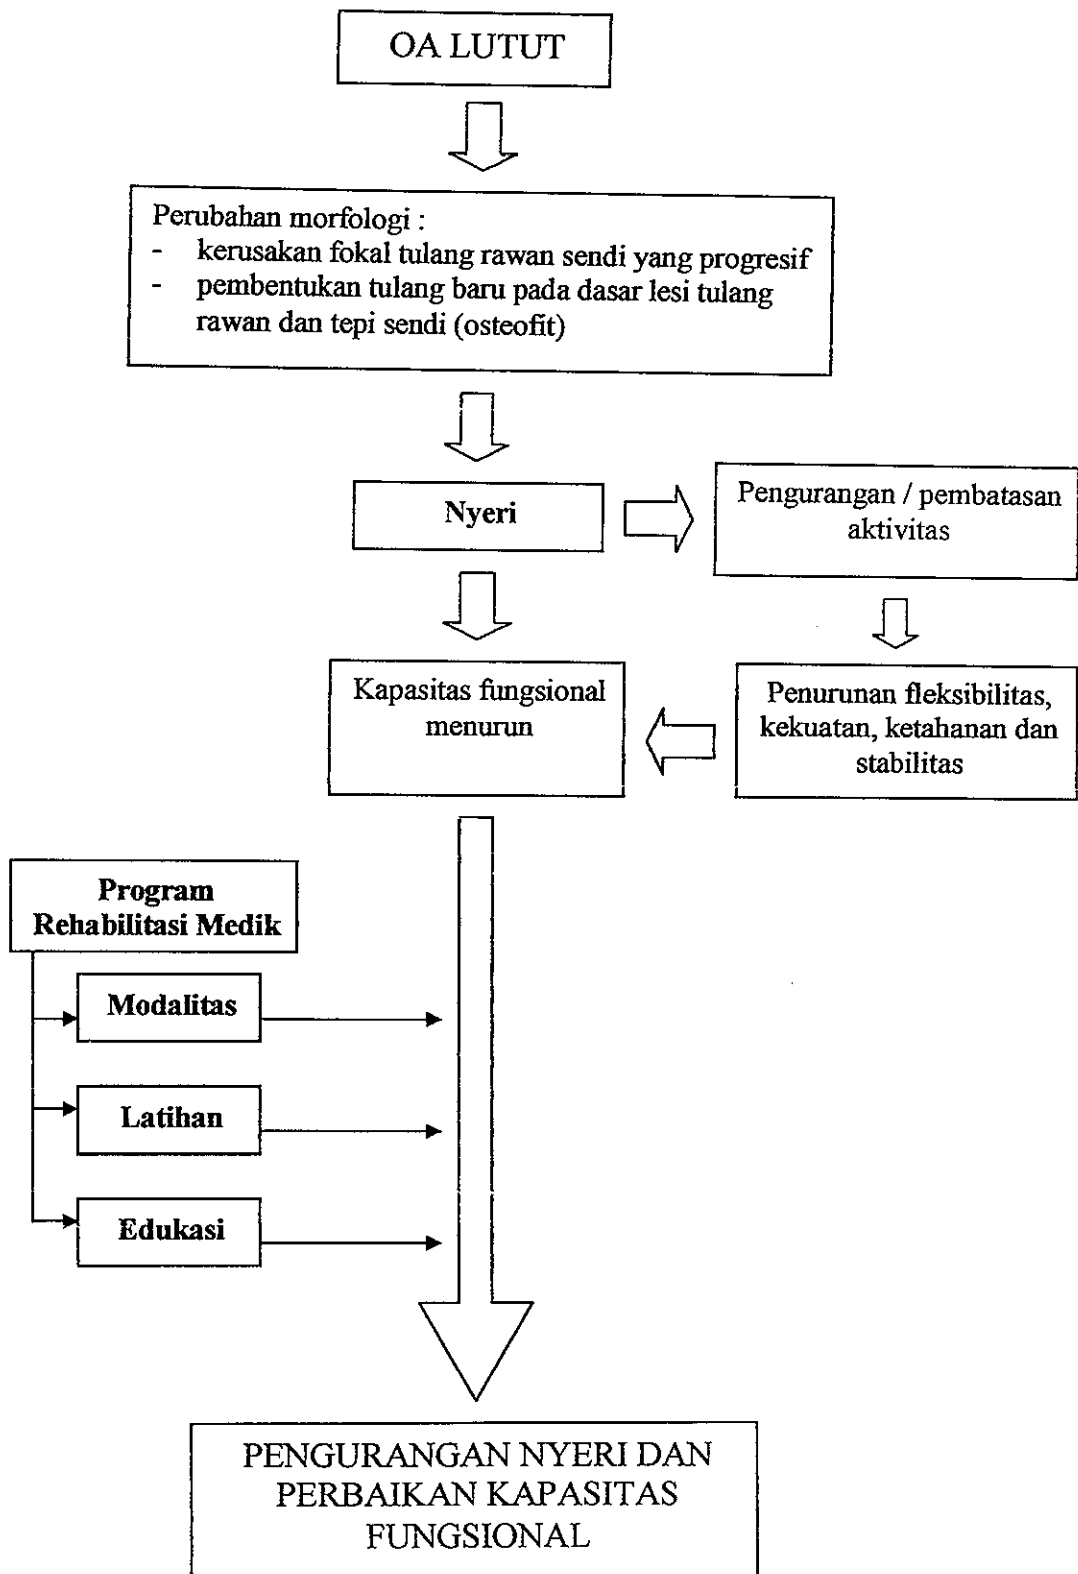 OA LUTUT
Perubahan morfologi :
- kerusakan fokal tulang rawan sendi yang progresif
- pembentukan tulang baru pada dasar lesi tulang
rawan dan tepi sendi (osteofit)
Nyeri
Pengurangan / pembatasan
aktivitas
Kapasitas fungsional
menurun
Penurunan fleksibilitas,
kekuatan, ketahanan dan
stabilitas
Program
Rehabilitasi Medik
Modalitas
Latihan
Edukasi
PENGURANGAN NYERI DAN
PERBAIKAN KAPASITAS
FUNGSIONAL